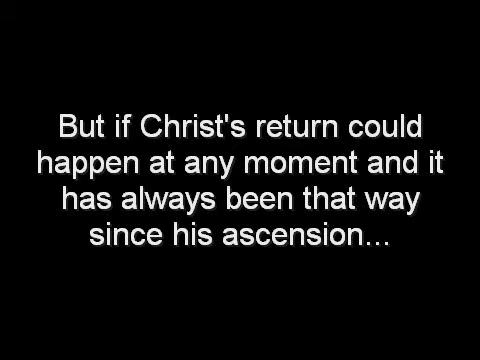 But if Christ's return could
happen at any moment and it
has always been that way
since his ascension...